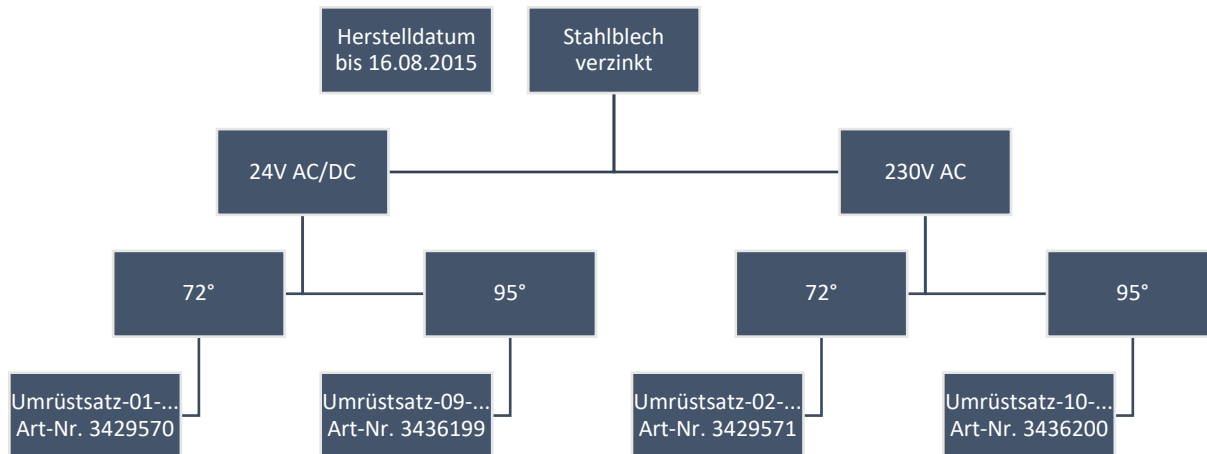 Herstelldatum
bis 16.08.2015
Stahlblech
verzinkt
24V AC/DC
230V AC
72°
95°
72°
95°
Umrüstsatz-01-...
Art-Nr. 3429570
Umrüstsatz-09-...
Art-Nr. 3436199
Umrüstsatz-02-...
Art-Nr. 3429571
Umrüstsatz-10-...
Art-Nr. 3436200